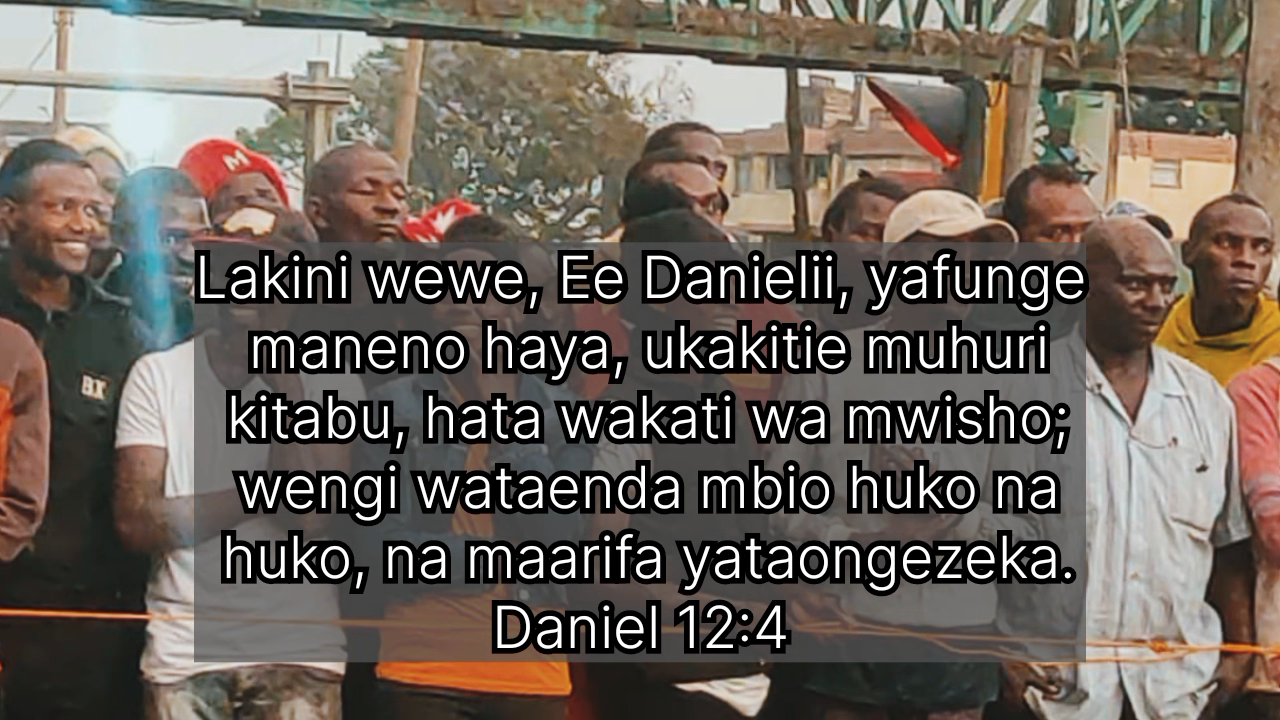 M
BK
Lakini wewe, Ee Danielii, yafunge
maneno haya, ukakitie muhuri
kitabu, hata wakati wa mwisho;
wengi wataenda mbio huko na
huko, na maarifa yataongezeka.
Daniel 12:4